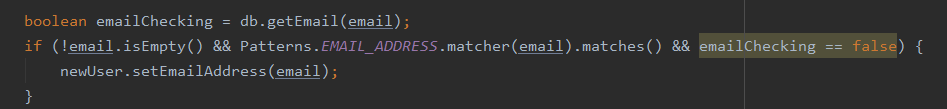 boolean emailChecking = db.getEmail(email);
if (!email.isEmpty() && Patterns.EMAIL_ADDRESS.matcher(email).matches() && emailChecking == false) {
newUser.setEmailAddress(email);
}